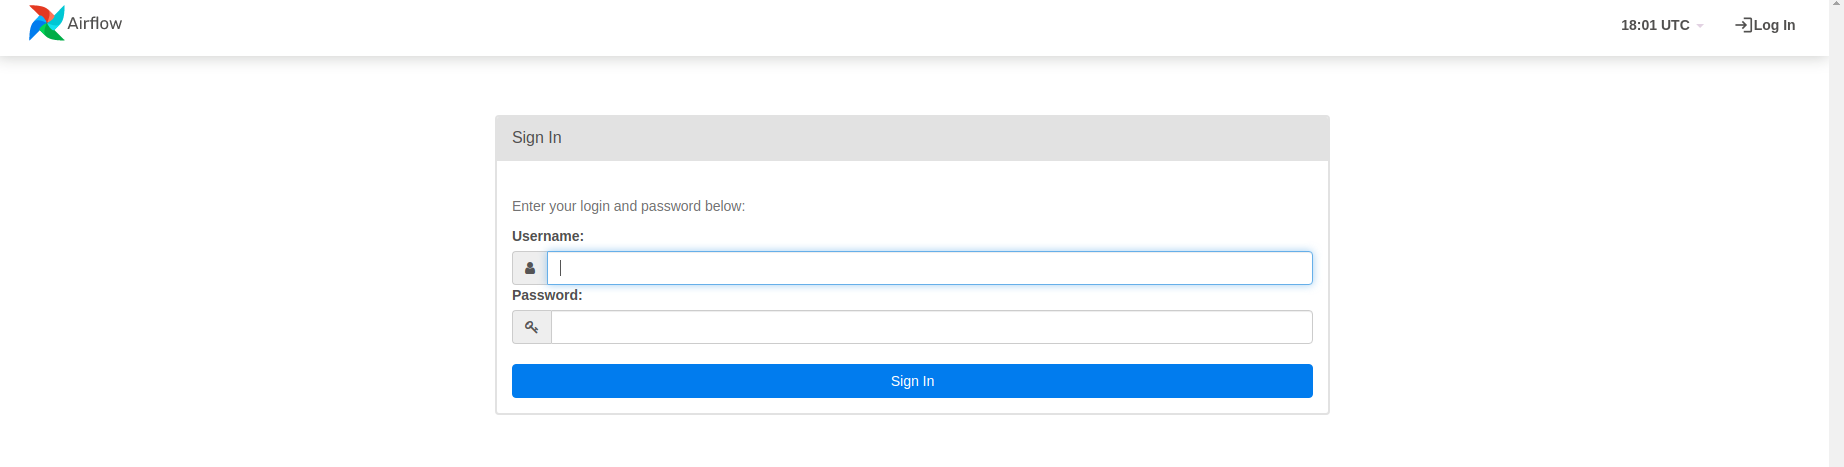 Airflow
18:01 UTC
Log In
Sign In
Enter your login and password below:
Username:
Password:
Sign In